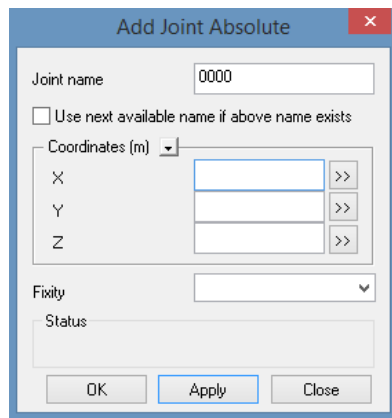 Add Joint Absolute
×
Joint name 0000
Use next available name if above name exists
Coordinates (m)
X >>
Y >>
Z >>
Fixity
Status
OK Apply Close